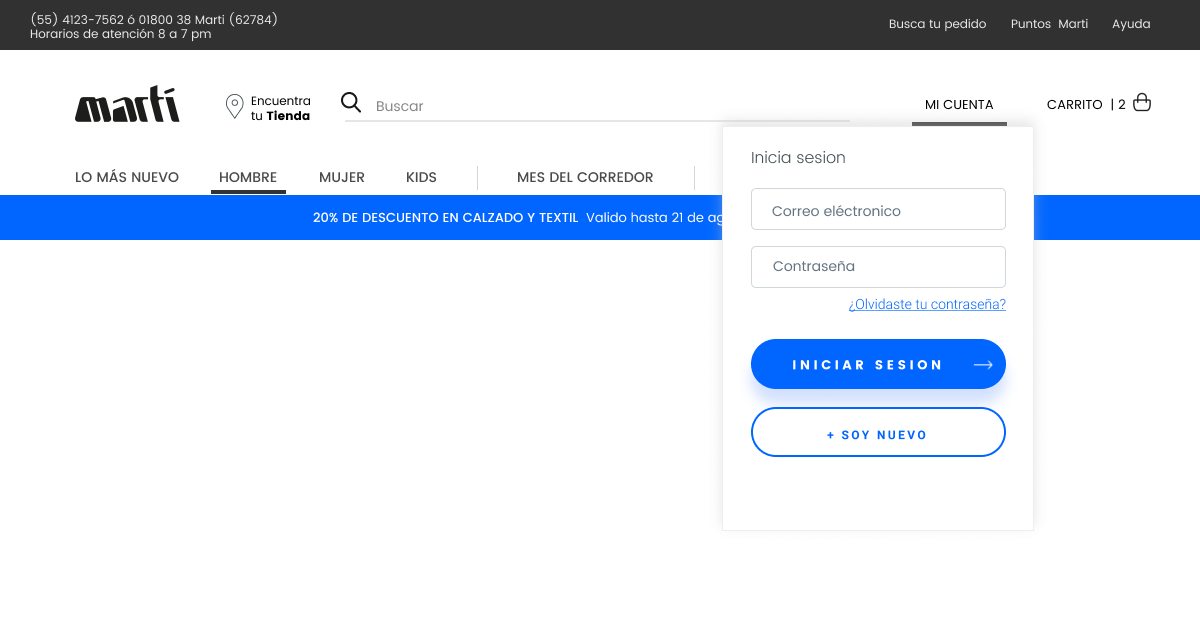 (55) 4123-7562 ó 01800 38 Marti (62784)
Horarios de atención 8 a 7 pm
Busca tu pedido
Puntos Marti
Ayuda
martí
Encuentra
tu Tienda
Buscar
MI CUENTA
CARRITO | 2
LO MÁS NUEVO
HOMBRE
MUJER
KIDS
MES DEL CORREDOR
20% DE DESCUENTO EN CALZADO Y TEXTIL Valido hasta 21 de ag
Inicia sesion
Correo eléctronico
Contraseña
¿Olvidaste tu contraseña?
INICIAR SESION
+ SOY NUEVO